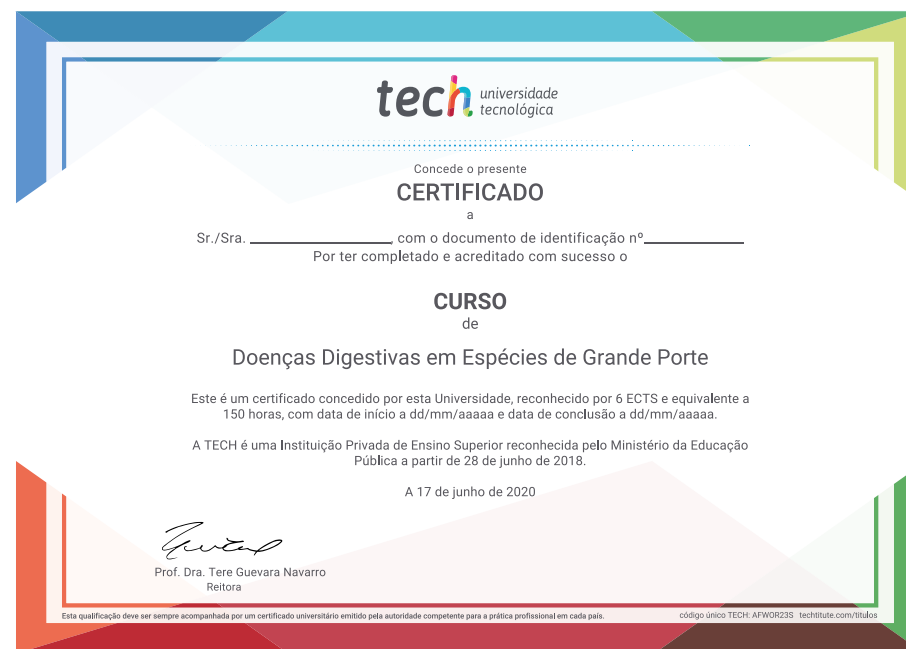 tech universidade
tecnológica
Concede o presente
CERTIFICADO
a
Sr./Sra. , com o documento de identificação nº
Por ter completado e acreditado com sucesso o
CURSO
de
Doenças Digestivas em Espécies de Grande Porte
Este é um certificado concedido por esta Universidade, reconhecido por 6 ECTS e equivalente a
150 horas, com data de início a dd/mm/aaaaa e data de conclusão a dd/mm/aaaaa.
A TECH é uma Instituição Privada de Ensino Superior reconhecida pelo Ministério da Educação
Pública a partir de 28 de junho de 2018.
A 17 de junho de 2020
Prof. Dra. Tere Guevara Navarro
Reitora
Esta qualificação deve ser sempre acompanhada por um certificado universitário emitido pela autoridade competente para a prática profissional em cada país.
código único TECH: AFWOR23S techtitute.com/titulos